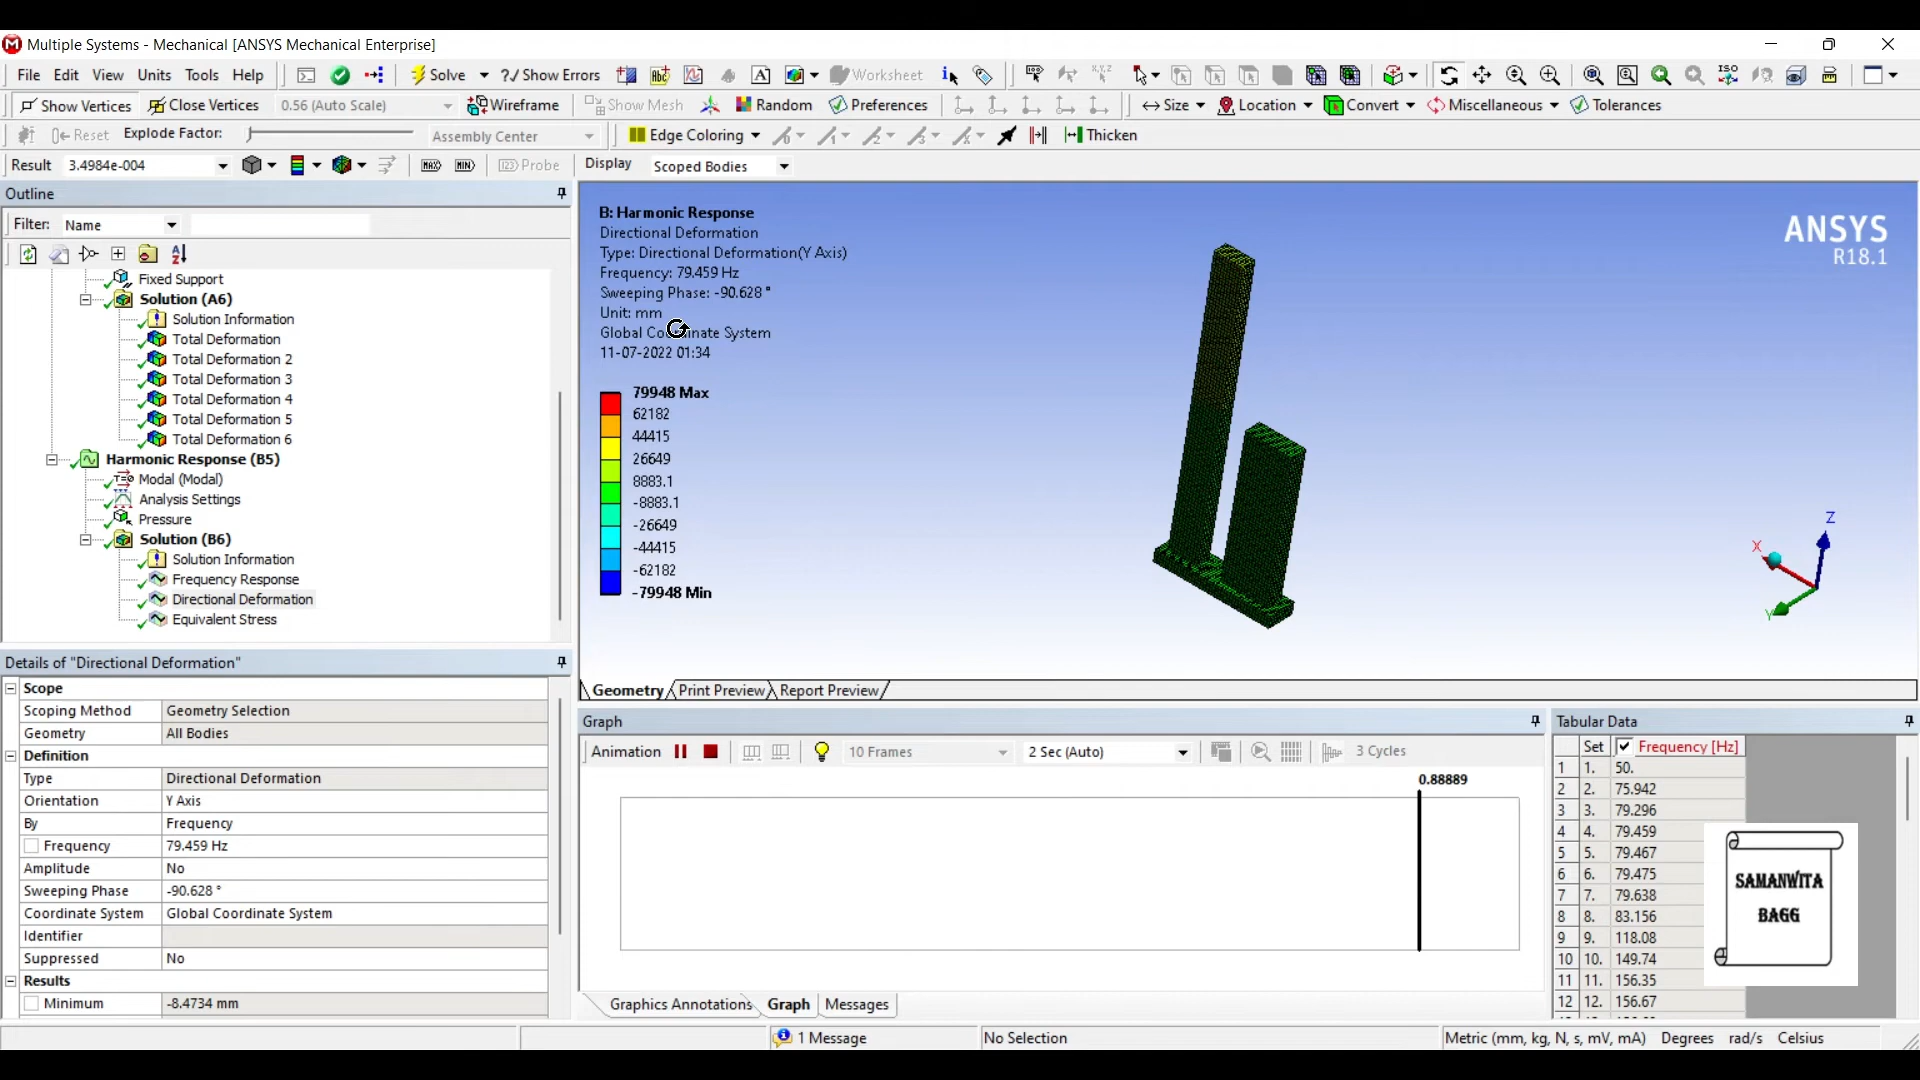 Multiple Systems - Mechanical [ANSYS Mechanical Enterprise]
File Edit View Units Tools Help Solve ?/ Show Errors Worksheet
Show Vertices Close Vertices 0.56 (Auto Scale) Wireframe Show Mesh Random Preferences Size Location Convert Miscellaneous Tolerances
Reset Explode Factor: Assembly Center Edge Coloring Thicken
Result 3.4984e-004 MAX MIN Probe Display Scoped Bodies
Outline
Filter: Name
Fixed Support
Solution (A6)
Solution Information
Total Deformation
Total Deformation 2
Total Deformation 3
Total Deformation 4
Total Deformation 5
Total Deformation 6
Harmonic Response (B5)
Modal (Modal)
Analysis Settings
Pressure
Solution (B6)
Solution Information
Frequency Response
Directional Deformation
Equivalent Stress
Details of "Directional Deformation"
Scope
Scoping Method Geometry Selection
Geometry All Bodies
Definition
Type Directional Deformation
Orientation Y Axis
By Frequency
Frequency 79.459 Hz
Amplitude No
Sweeping Phase -90.628 °
Coordinate System Global Coordinate System
Identifier
Suppressed No
Results
Minimum -8.4734 mm
B: Harmonic Response
Directional Deformation
Type: Directional Deformation(Y Axis)
Frequency: 79.459 Hz
Sweeping Phase: -90.628 °
Unit: mm
Global Coordinate System
11-07-2022 01:34
79948 Max
62182
44415
26649
8883.1
-8883.1
-26649
-44415
-62182
-79948 Min
ANSYS
R18.1
Z
X
Y
Geometry Print Preview Report Preview
Graph
Animation 10 Frames 2 Sec (Auto) 3 Cycles
0.88889
Graphics Annotations Graph Messages
Tabular Data
Set Frequency [Hz]
1 1. 50.
2 2. 75.942
3 3. 79.296
4 4. 79.459
5 5. 79.467
6 6. 79.475
7 7. 79.638
8 8. 83.156
9 9. 118.08
10 10. 149.74
11 11. 156.35
12 12. 156.67
SAMANWITA
BAGG
1 Message No Selection Metric (mm, kg, N, s, mV, mA) Degrees rad/s Celsius